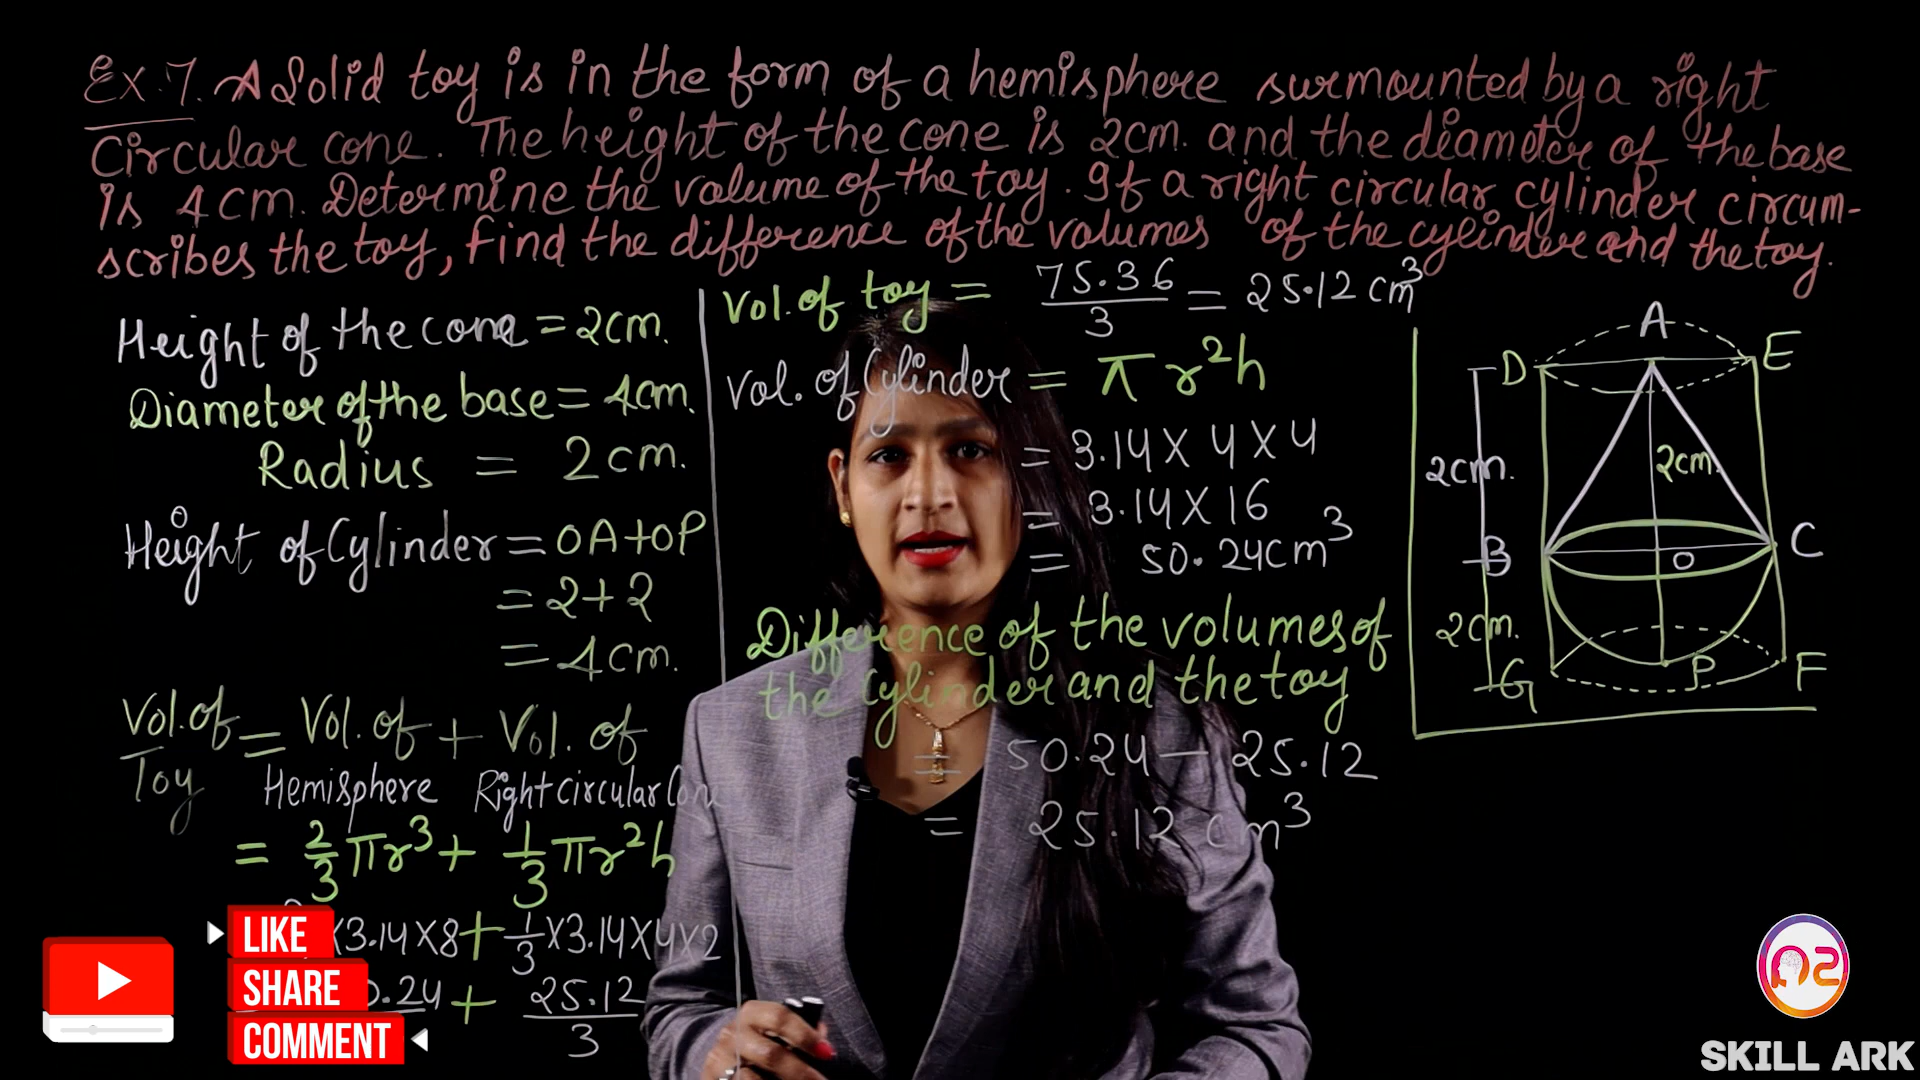 Ex.7. A Solid toy is in the form of a hemisphere surmounted by a right
Circular cone. The height of the cone is 2cm. and the diameter of the base
is 4cm. Determine the volume of the toy. If a right circular cylinder circum-
scribes the toy, find the difference of the volumes of the cylinder and the toy.
Height of the cone = 2cm.
Diameter of the base = 4cm.
Radius = 2cm.
Height of Cylinder = OA+OP
= 2+2
= 4cm.
Vol. of Toy = Vol. of Hemisphere + Vol. of Right circular Cone
= 2/3 πr³ + 1/3 πr²h
×3.14×8 + 1/3 ×3.14×4×2
.24 + 25.12/3
Vol. of toy = 75.36/3 = 25.12 cm³
Vol. of Cylinder = πr²h
= 3.14 × 4 × 4
= 3.14 × 16
= 50.24cm³
Difference of the volumes of
the Cylinder and the toy
= 50.24 – 25.12
= 25.12 cm³
A
D
E
2cm.
2cm.
B
O
C
2cm.
G
P
F
LIKE
SHARE
COMMENT
SKILL ARK